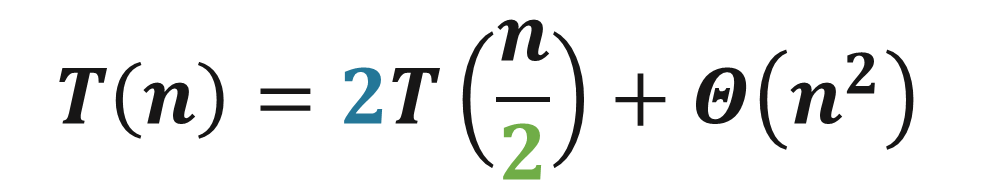 T(n) = 2T(n/2) + Θ(n²)